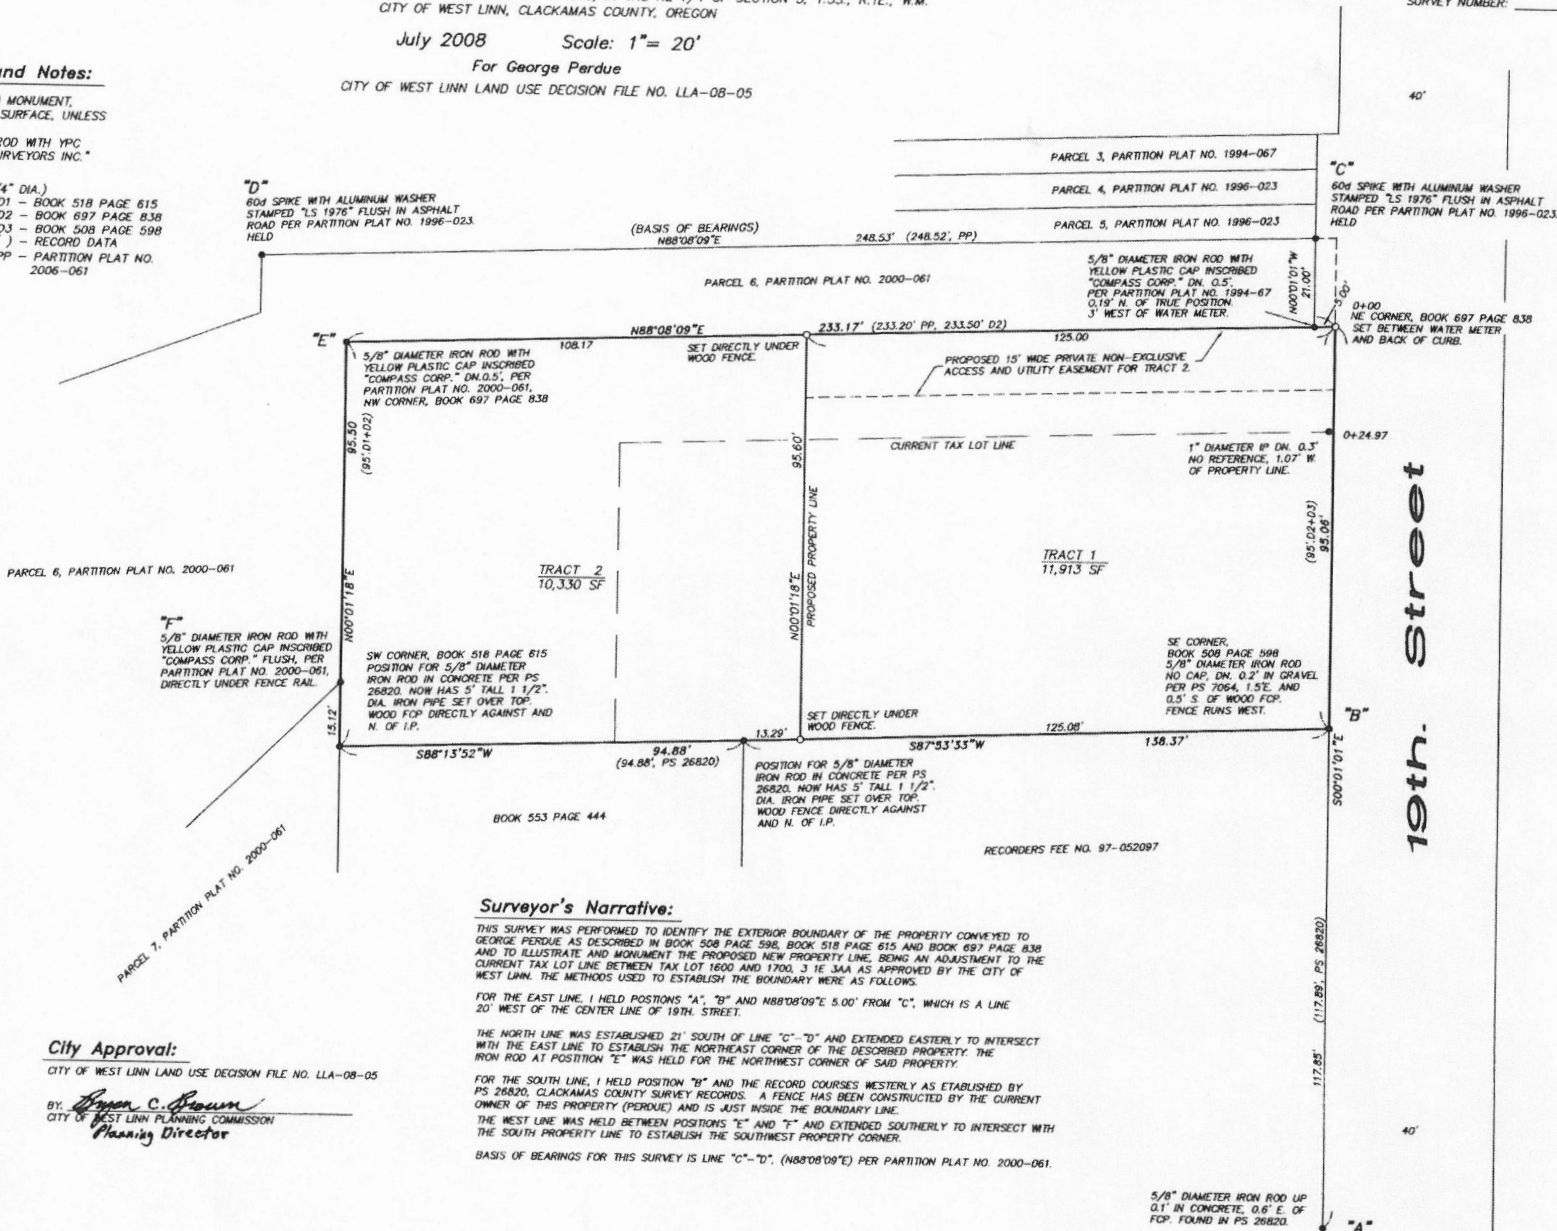 CITY OF WEST LINN, CLACKAMAS COUNTY, OREGON
SURVEY NUMBER:
July 2008 Scale: 1"= 20'
For George Perdue
CITY OF WEST LINN LAND USE DECISION FILE NO. LLA-08-05
and Notes:
MONUMENT,
SURFACE, UNLESS
ROD WITH YPC
SURVEYORS INC."
4" DIA.)
D1 - BOOK 518 PAGE 615
D2 - BOOK 697 PAGE 838
D3 - BOOK 508 PAGE 598
( ) - RECORD DATA
PP - PARTITION PLAT NO.
2006-061
40'
PARCEL 3, PARTITION PLAT NO. 1994-067
PARCEL 4, PARTITION PLAT NO. 1996-023
PARCEL 5, PARTITION PLAT NO. 1996-023
"C"
60d SPIKE WITH ALUMINUM WASHER
STAMPED "LS 1976" FLUSH IN ASPHALT
ROAD PER PARTITION PLAT NO. 1996-023.
HELD
"D"
60d SPIKE WITH ALUMINUM WASHER
STAMPED "LS 1976" FLUSH IN ASPHALT
ROAD PER PARTITION PLAT NO. 1996-023.
HELD
(BASIS OF BEARINGS)
N88°08'09"E 248.53' (248.52', PP)
PARCEL 6, PARTITION PLAT NO. 2000-061
5/8" DIAMETER IRON ROD WITH
YELLOW PLASTIC CAP INSCRIBED
"COMPASS CORP." DN. 0.5',
PER PARTITION PLAT NO. 1994-67
0.19' N. OF TRUE POSITION.
3' WEST OF WATER METER.
N00°01'01"W
21.00'
5.00'
0+00
NE CORNER, BOOK 697 PAGE 838
SET BETWEEN WATER METER
AND BACK OF CURB.
"E"
N88°08'09"E 233.17' (233.20' PP, 233.50' D2)
108.17 125.00
SET DIRECTLY UNDER
WOOD FENCE.
5/8" DIAMETER IRON ROD WITH
YELLOW PLASTIC CAP INSCRIBED
"COMPASS CORP." DN.0.5', PER
PARTITION PLAT NO. 2000-061,
NW CORNER, BOOK 697 PAGE 838
PROPOSED 15' WIDE PRIVATE NON-EXCLUSIVE
ACCESS AND UTILITY EASEMENT FOR TRACT 2.
95.50
(95',D1+D2)
N00°01'18"E
95.60'
N00°01'18"E
PROPOSED PROPERTY LINE
CURRENT TAX LOT LINE
0+24.97
1" DIAMETER IP DN. 0.3'
NO REFERENCE, 1.07' W.
OF PROPERTY LINE.
(95',D2+D3)
95.06'
19th. Street
PARCEL 6, PARTITION PLAT NO. 2000-061
TRACT 2
10,330 SF
TRACT 1
11,913 SF
"F"
5/8" DIAMETER IRON ROD WITH
YELLOW PLASTIC CAP INSCRIBED
"COMPASS CORP." FLUSH, PER
PARTITION PLAT NO. 2000-061,
DIRECTLY UNDER FENCE RAIL.
15.12'
SW CORNER, BOOK 518 PAGE 615
POSITION FOR 5/8" DIAMETER
IRON ROD IN CONCRETE PER PS
26820. NOW HAS 5' TALL 1 1/2".
DIA. IRON PIPE SET OVER TOP.
WOOD FCP DIRECTLY AGAINST AND
N. OF I.P.
SE CORNER,
BOOK 508 PAGE 598
5/8" DIAMETER IRON ROD
NO CAP, DN. 0.2' IN GRAVEL
PER PS 7064, 1.5'E. AND
0.5' S. OF WOOD FCP.
FENCE RUNS WEST.
SET DIRECTLY UNDER
WOOD FENCE.
"B"
S00°01'01"E
S88°13'52"W 94.88' 13.29' S87°53'33"W 125.08' 138.37'
(94.88', PS 26820)
POSITION FOR 5/8" DIAMETER
IRON ROD IN CONCRETE PER PS
26820. NOW HAS 5' TALL 1 1/2".
DIA. IRON PIPE SET OVER TOP.
WOOD FENCE DIRECTLY AGAINST
AND N. OF I.P.
BOOK 553 PAGE 444
RECORDERS FEE NO. 97-052097
PARCEL 7, PARTITION PLAT NO. 2000-061
117.85' (117.89', PS 26820)
Surveyor's Narrative:
THIS SURVEY WAS PERFORMED TO IDENTIFY THE EXTERIOR BOUNDARY OF THE PROPERTY CONVEYED TO
GEORGE PERDUE AS DESCRIBED IN BOOK 508 PAGE 598, BOOK 518 PAGE 615 AND BOOK 697 PAGE 838
AND TO ILLUSTRATE AND MONUMENT THE PROPOSED NEW PROPERTY LINE, BEING AN ADJUSTMENT TO THE
CURRENT TAX LOT LINE BETWEEN TAX LOT 1600 AND 1700, 3 1E 3AA AS APPROVED BY THE CITY OF
WEST LINN. THE METHODS USED TO ESTABLISH THE BOUNDARY WERE AS FOLLOWS.
FOR THE EAST LINE, I HELD POSTIONS "A", "B" AND N88°08'09"E 5.00' FROM "C", WHICH IS A LINE
20' WEST OF THE CENTER LINE OF 19TH. STREET.
THE NORTH LINE WAS ESTABLISHED 21' SOUTH OF LINE "C"-"D" AND EXTENDED EASTERLY TO INTERSECT
WITH THE EAST LINE TO ESTABLISH THE NORTHEAST CORNER OF THE DESCRIBED PROPERTY. THE
IRON ROD AT POSTITION "E" WAS HELD FOR THE NORTHWEST CORNER OF SAID PROPERTY.
FOR THE SOUTH LINE, I HELD POSITION "B" AND THE RECORD COURSES WESTERLY AS ETABLISHED BY
PS 26820, CLACKAMAS COUNTY SURVEY RECORDS. A FENCE HAS BEEN CONSTRUCTED BY THE CURRENT
OWNER OF THIS PROPERTY (PERDUE) AND IS JUST INSIDE THE BOUNDARY LINE.
THE WEST LINE WAS HELD BETWEEN POSITIONS "E" AND "F" AND EXTENDED SOUTHERLY TO INTERSECT WITH
THE SOUTH PROPERTY LINE TO ESTABLISH THE SOUTHWEST PROPERTY CORNER.
BASIS OF BEARINGS FOR THIS SURVEY IS LINE "C"-"D", (N88°08'09"E) PER PARTITION PLAT NO. 2000-061.
City Approval:
CITY OF WEST LINN LAND USE DECISION FILE NO. LLA-08-05
BY: Bryan C. Brown
CITY OF WEST LINN PLANNING COMMISSION
Planning Director
40'
5/8" DIAMETER IRON ROD UP
0.1' IN CONCRETE, 0.6' E. OF
FCP. FOUND IN PS 26820.
"A"